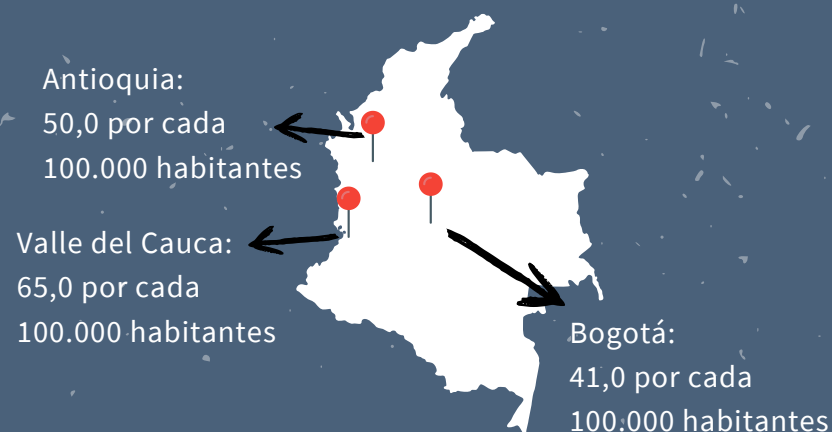 Antioquia:
50,0 por cada
100.000 habitantes
Valle del Cauca:
65,0 por cada
100.000 habitantes
Bogotá:
41,0 por cada
100.000 habitantes